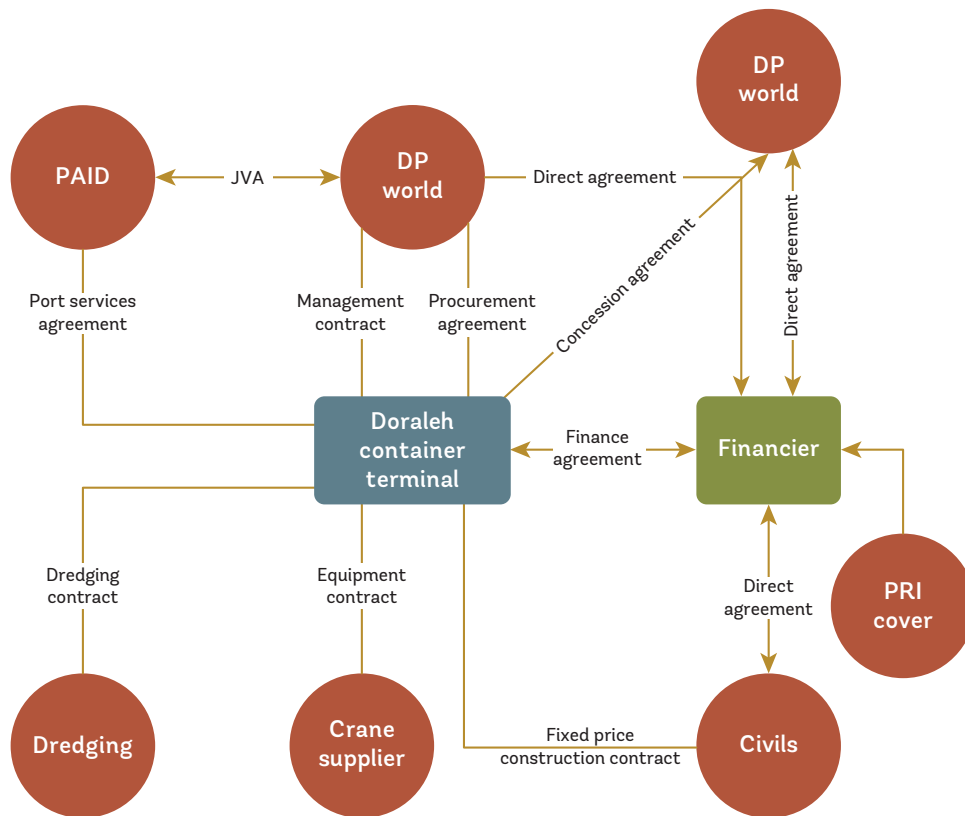 DP
world
PAID
JVA
DP
world
Direct agreement
Concession agreement
Direct agreement
Port services
agreement
Management
contract
Procurement
agreement
Doraleh
container
terminal
Finance
agreement
Financier
Dredging
contract
Equipment
contract
Direct
agreement
PRI
cover
Dredging
Crane
supplier
Fixed price
construction contract
Civils